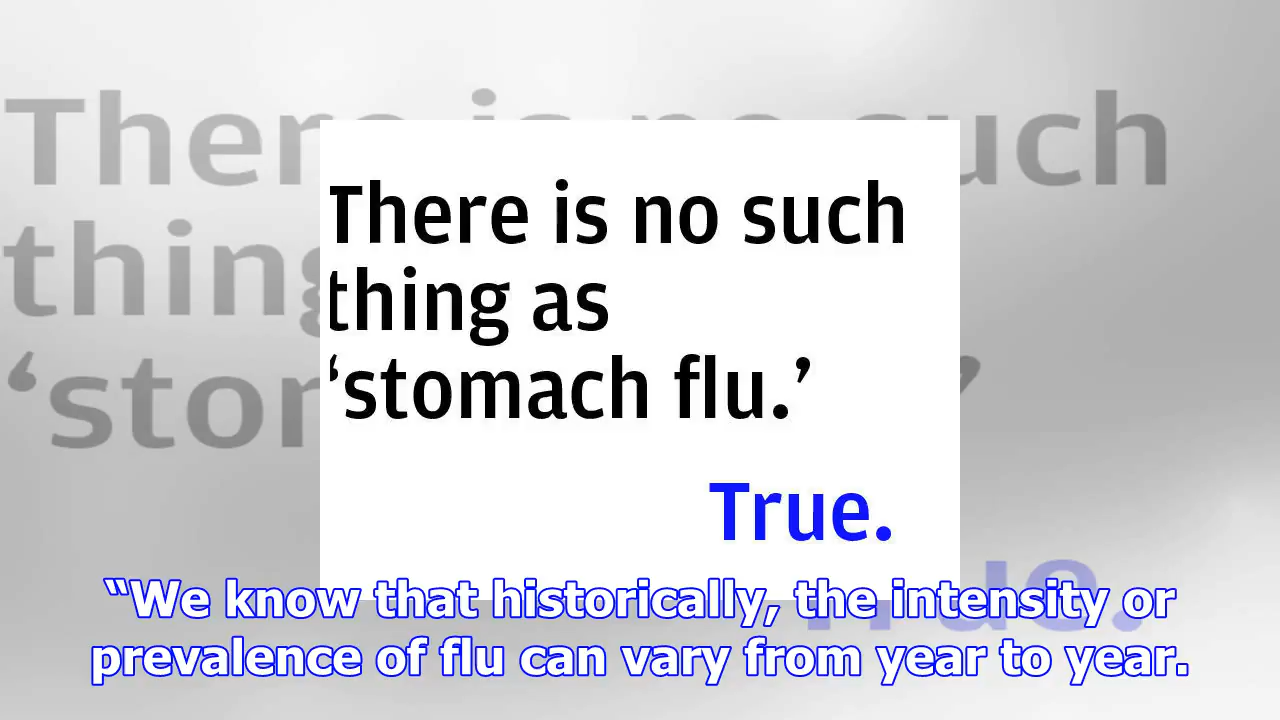 There is no such
thing as
‘stomach flu.’
True.
“We know that historically, the intensity or
prevalence of flu can vary from year to year.